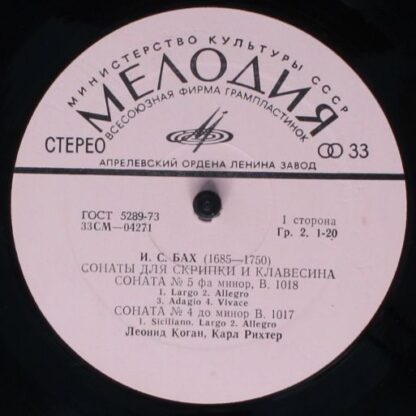 МИНИСТЕРСТВО КУЛЬТУРЫ СССР
МЕЛОДИЯ
ВСЕСОЮЗНАЯ ФИРМА ГРАМПЛАСТИНОК
СТЕРЕО 33
АПРЕЛЕВСКИЙ ОРДЕНА ЛЕНИНА ЗАВОД
ГОСТ 5289-73
33СМ—04271
1 сторона
Гр. 2. 1-20
И. С. БАХ (1685—1750)
СОНАТЫ ДЛЯ СКРИПКИ И КЛАВЕСИНА
СОНАТА № 5 фа минор, В. 1018
1. Largo 2. Allegro
3. Adagio 4. Vivace
СОНАТА № 4 до минор В. 1017
1. Siciliano. Largo 2. Allegro
Леонид Коган, Карл Рихтер